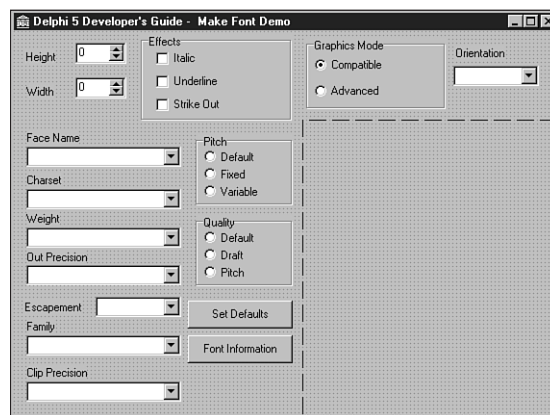 Delphi 5 Developer's Guide - Make Font Demo
Height 0
Width 0
Effects
Italic
Underline
Strike Out
Graphics Mode
Compatible
Advanced
Orientation
Face Name
Charset
Weight
Out Precision
Pitch
Default
Fixed
Variable
Quality
Default
Draft
Pitch
Escapement
Family
Clip Precision
Set Defaults
Font Information